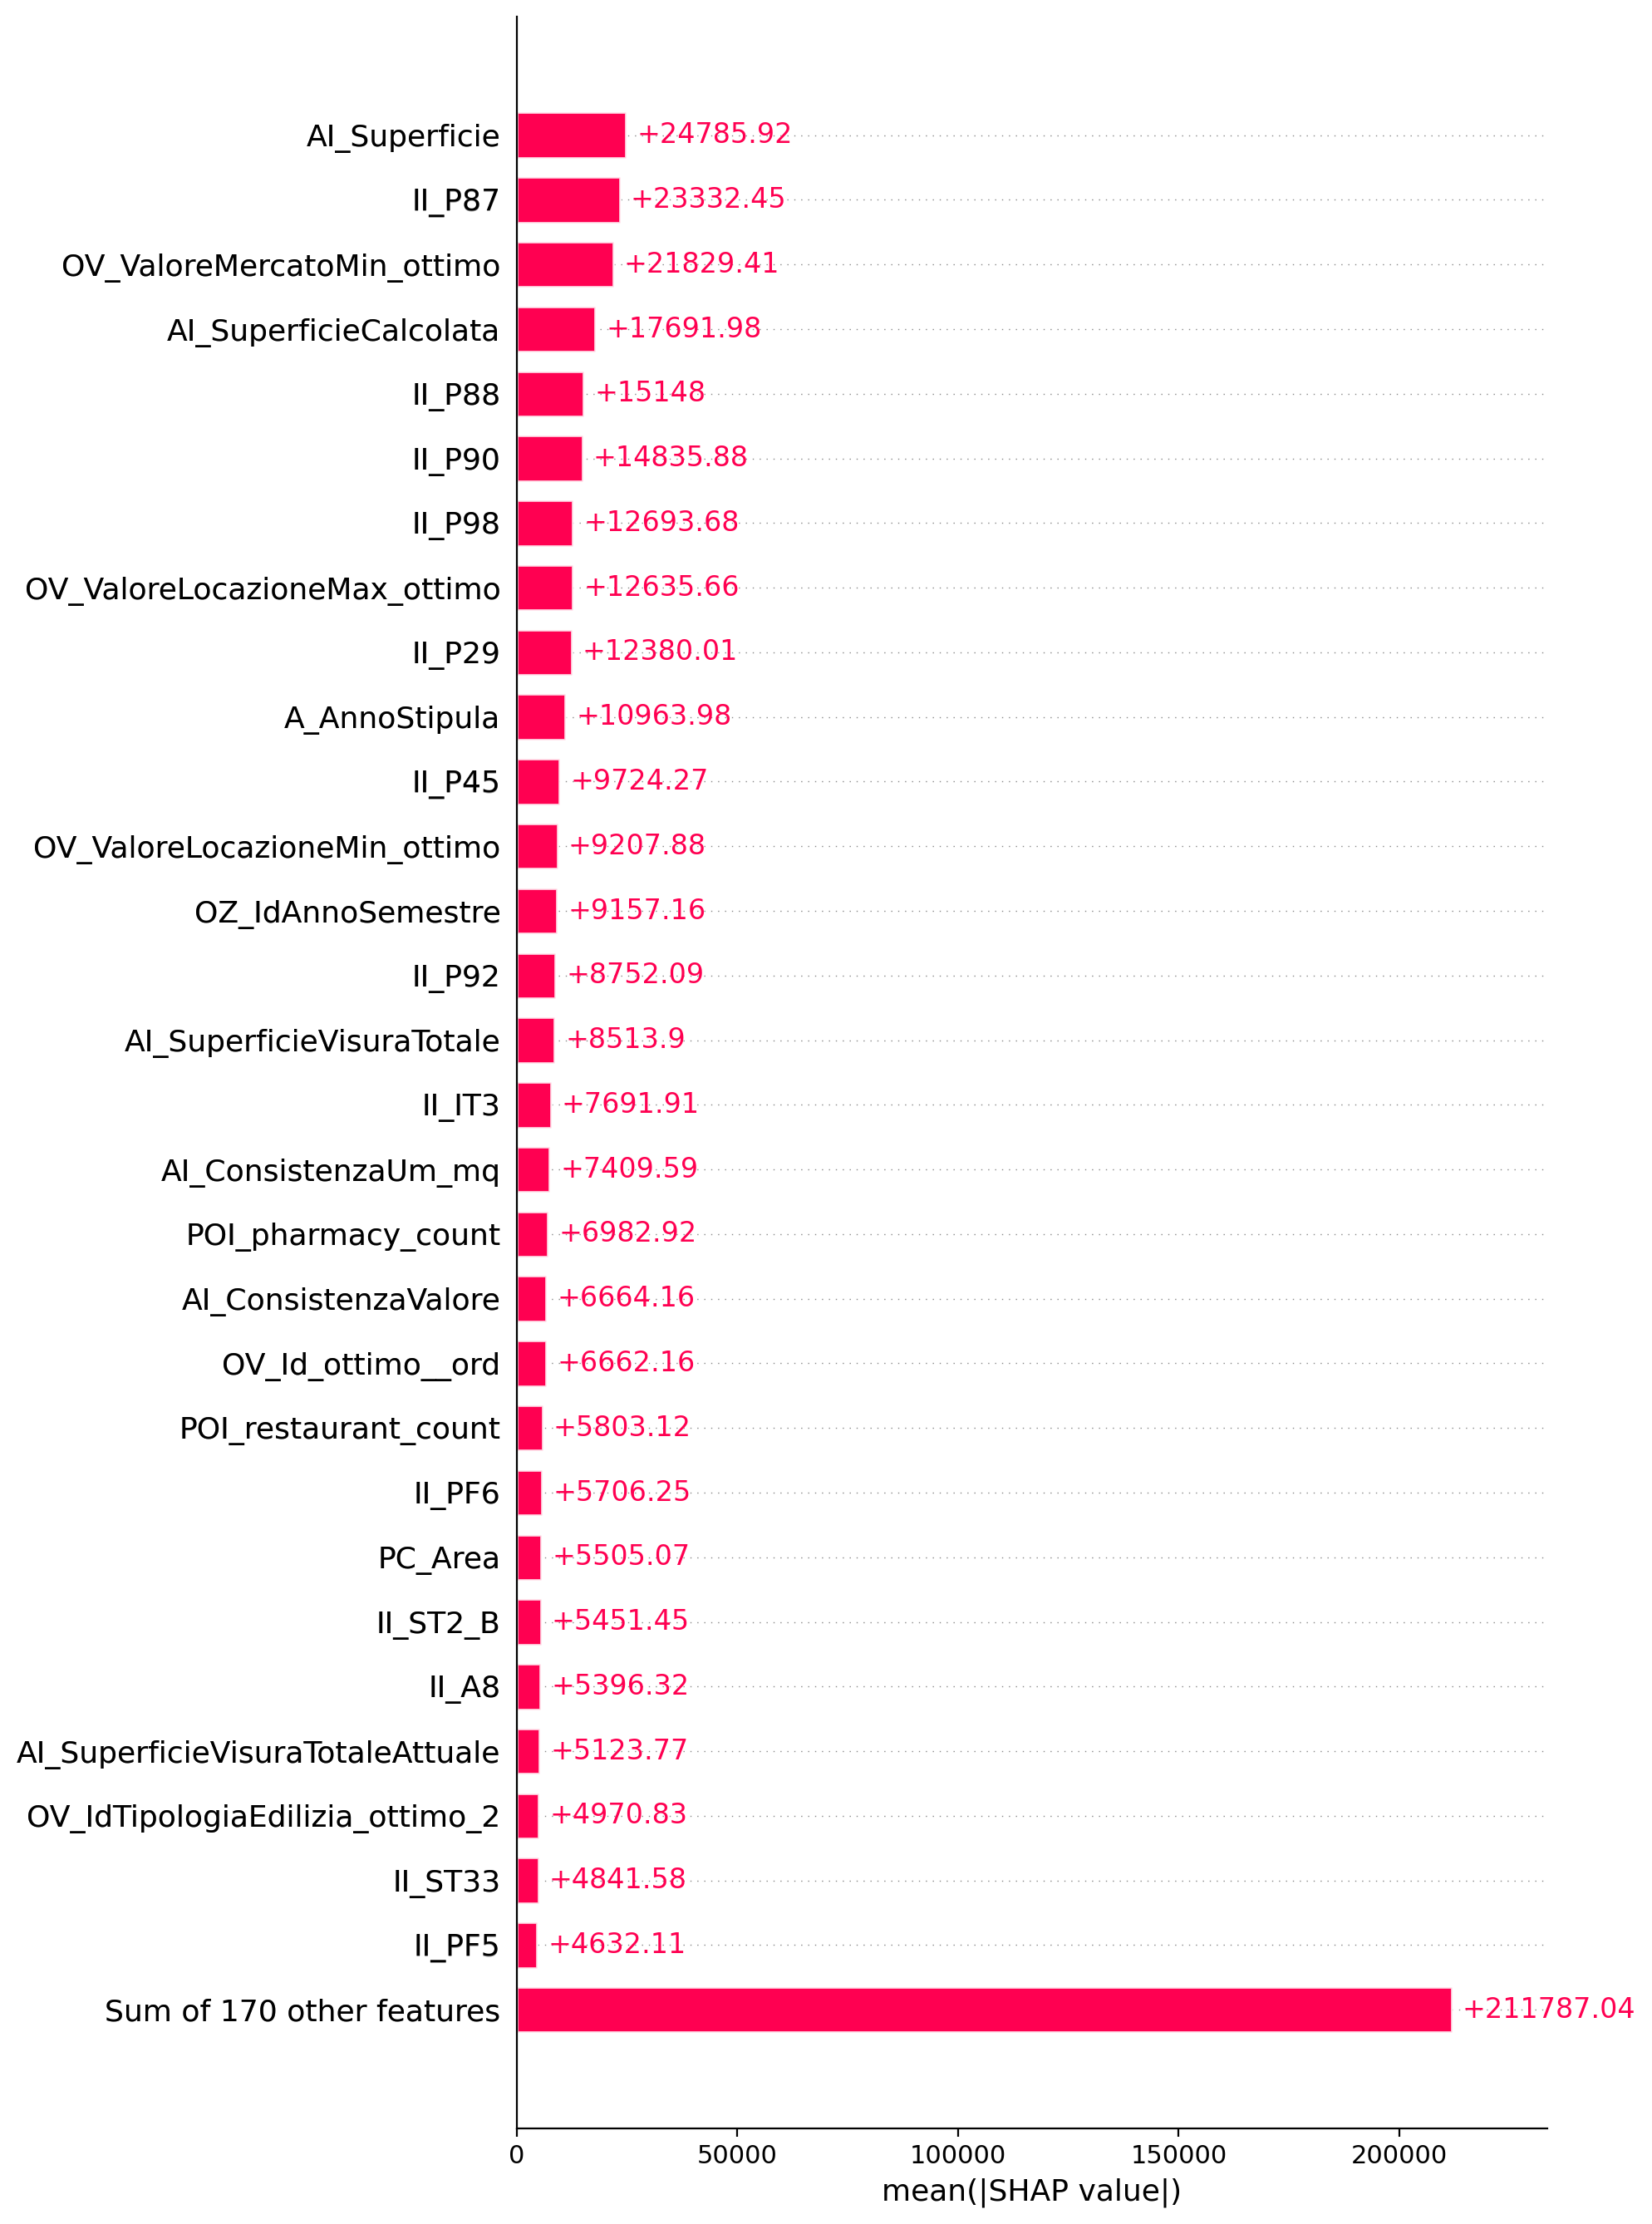 AI_Superficie +24785.92
II_P87 +23332.45
OV_ValoreMercatoMin_ottimo +21829.41
AI_SuperficieCalcolata +17691.98
II_P88 +15148
II_P90 +14835.88
II_P98 +12693.68
OV_ValoreLocazioneMax_ottimo +12635.66
II_P29 +12380.01
A_AnnoStipula +10963.98
II_P45 +9724.27
OV_ValoreLocazioneMin_ottimo +9207.88
OZ_IdAnnoSemestre +9157.16
II_P92 +8752.09
AI_SuperficieVisuraTotale +8513.9
II_IT3 +7691.91
AI_ConsistenzaUm_mq +7409.59
POI_pharmacy_count +6982.92
AI_ConsistenzaValore +6664.16
OV_Id_ottimo__ord +6662.16
POI_restaurant_count +5803.12
II_PF6 +5706.25
PC_Area +5505.07
II_ST2_B +5451.45
II_A8 +5396.32
AI_SuperficieVisuraTotaleAttuale +5123.77
OV_IdTipologiaEdilizia_ottimo_2 +4970.83
II_ST33 +4841.58
II_PF5 +4632.11
Sum of 170 other features +211787.04
0 50000 100000 150000 200000
mean(|SHAP value|)